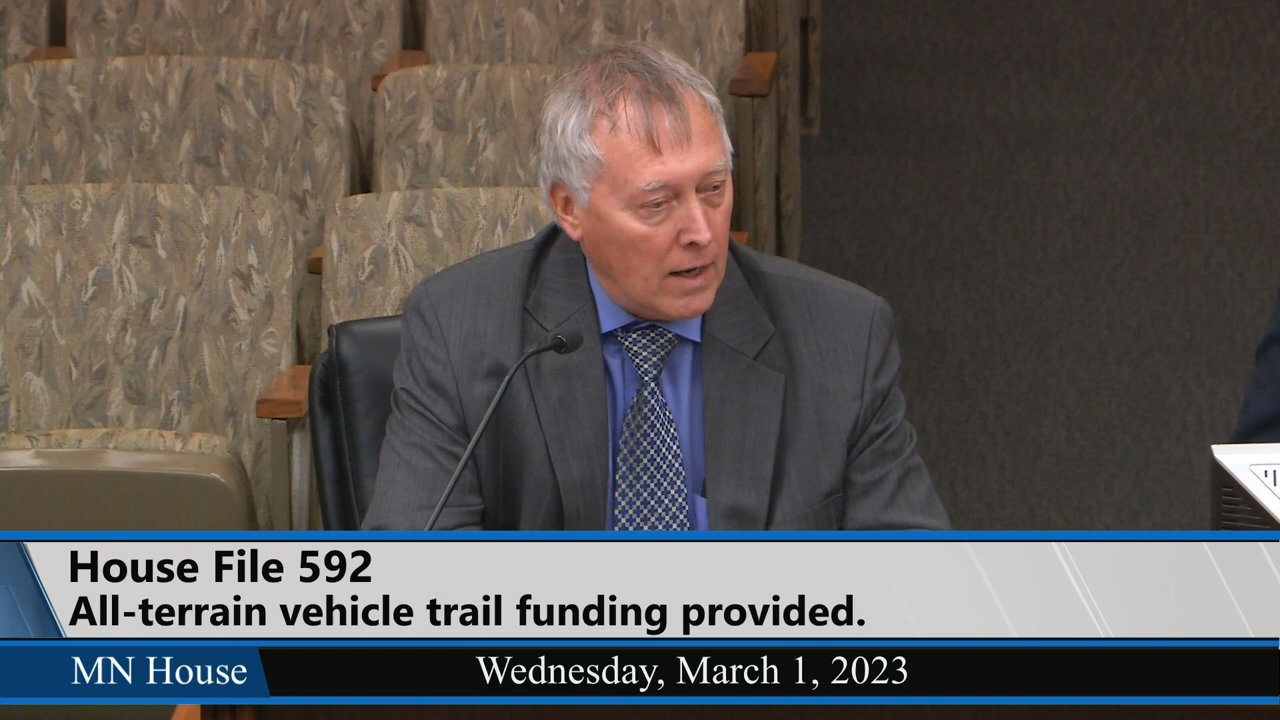 House File 592
All-terrain vehicle trail funding provided.
MN House
Wednesday, March 1, 2023